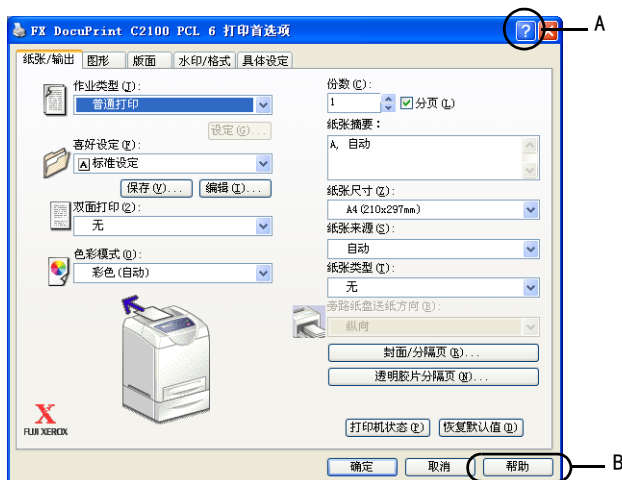 FX DocuPrint C2100 PCL 6 打印首选项
?
A
纸张/输出 图形 版面 水印/格式 具体设定
作业类型(J):
普通打印
设定(G)...
喜好设定(F):
A 标准设定
保存(V)... 编辑(I)...
双面打印(2):
无
色彩模式(O):
彩色(自动)
份数(C):
1
分页(L)
纸张摘要:
A, 自动
纸张尺寸(Z):
A4 (210x297mm)
纸张来源(S):
自动
纸张类型(T):
无
旁路纸盘送纸方向(B):
纵向
封面/分隔页(R)...
透明胶片分隔页(N)...
X
FUJI XEROX
打印机状态(P) 恢复默认值(D)
确定 取消 帮助
B